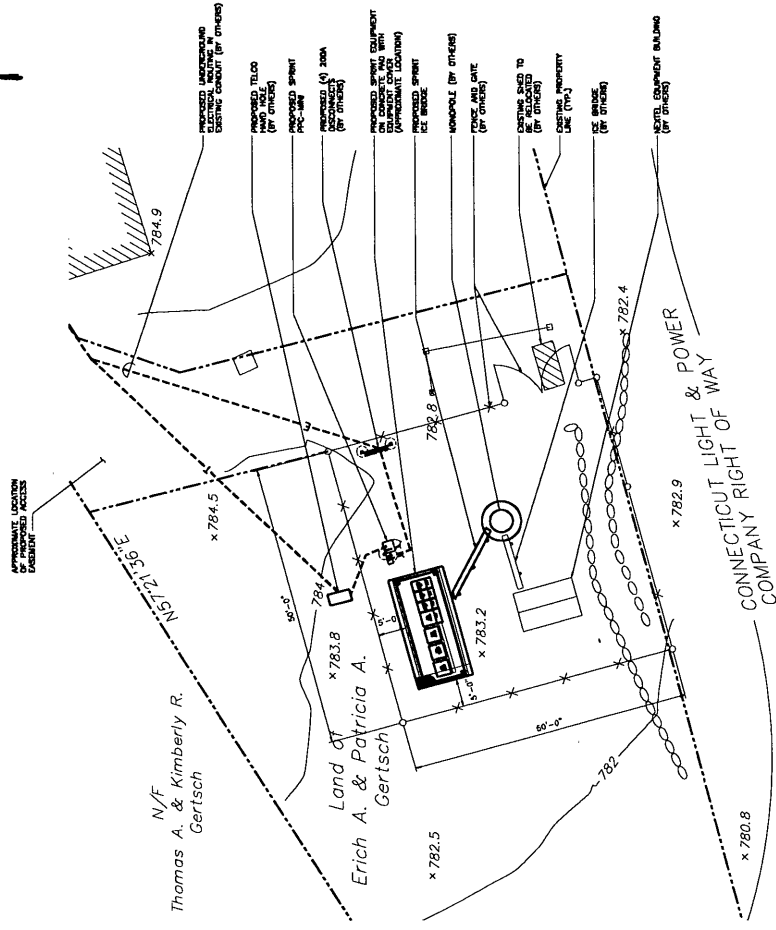 APPROXIMATE LOCATION
OF PROPOSED ACCESS
EASEMENT
PROPOSED UNDERGROUND
ELECTRICAL ROUTING IN
EXISTING CONDUIT (BY OTHERS)
PROPOSED TELCO
HAND HOLE
(BY OTHERS)
PROPOSED SPRINT
PPC-MINI
PROPOSED (4) 200A
DISCONNECTS
(BY OTHERS)
PROPOSED SPRINT EQUIPMENT
ON CONCRETE PAD WITH
EQUIPMENT COVER
(APPROXIMATE LOCATION)
PROPOSED SPRINT
ICE BRIDGE
MONOPOLE (BY OTHERS)
FENCE AND GATE
(BY OTHERS)
EXISTING SHED TO
BE RELOCATED
(BY OTHERS)
EXISTING PROPERTY
LINE (TYP.)
ICE BRIDGE
(BY OTHERS)
NEXTEL EQUIPMENT BUILDING
(BY OTHERS)
N/F
Thomas A. & Kimberly R.
Gertsch
N57°21'36"E
× 784.5
784.9
784
50'-0"
× 783.8
5'-0
E
782.8
Land of
Erich A. & Patricia A.
Gertsch
× 783.2
5'-0"
50'-0"
× 782.5
782
× 782.4
× 782.9
× 780.8
CONNECTICUT LIGHT & POWER
COMPANY RIGHT OF WAY